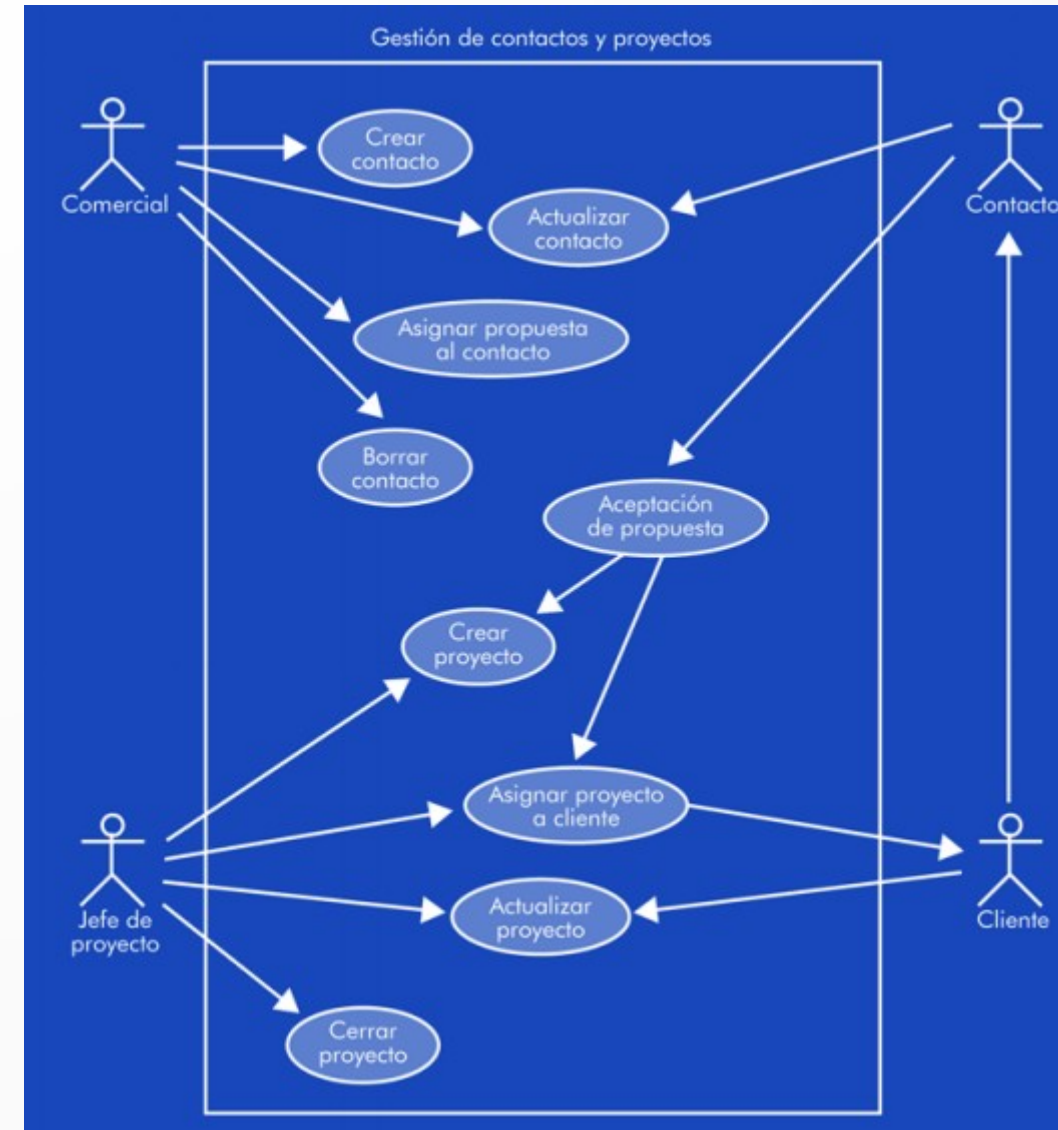 Gestión de contactos y proyectos
Crear
contacto
Comercial
Contacto
Actualizar
contacto
Asignar propuesta
al contacto
Borrar
contacto
Aceptación
de propuesta
Crear
proyecto
Asignar proyecto
a cliente
Jefe de
proyecto
Actualizar
proyecto
Cliente
Cerrar
proyecto